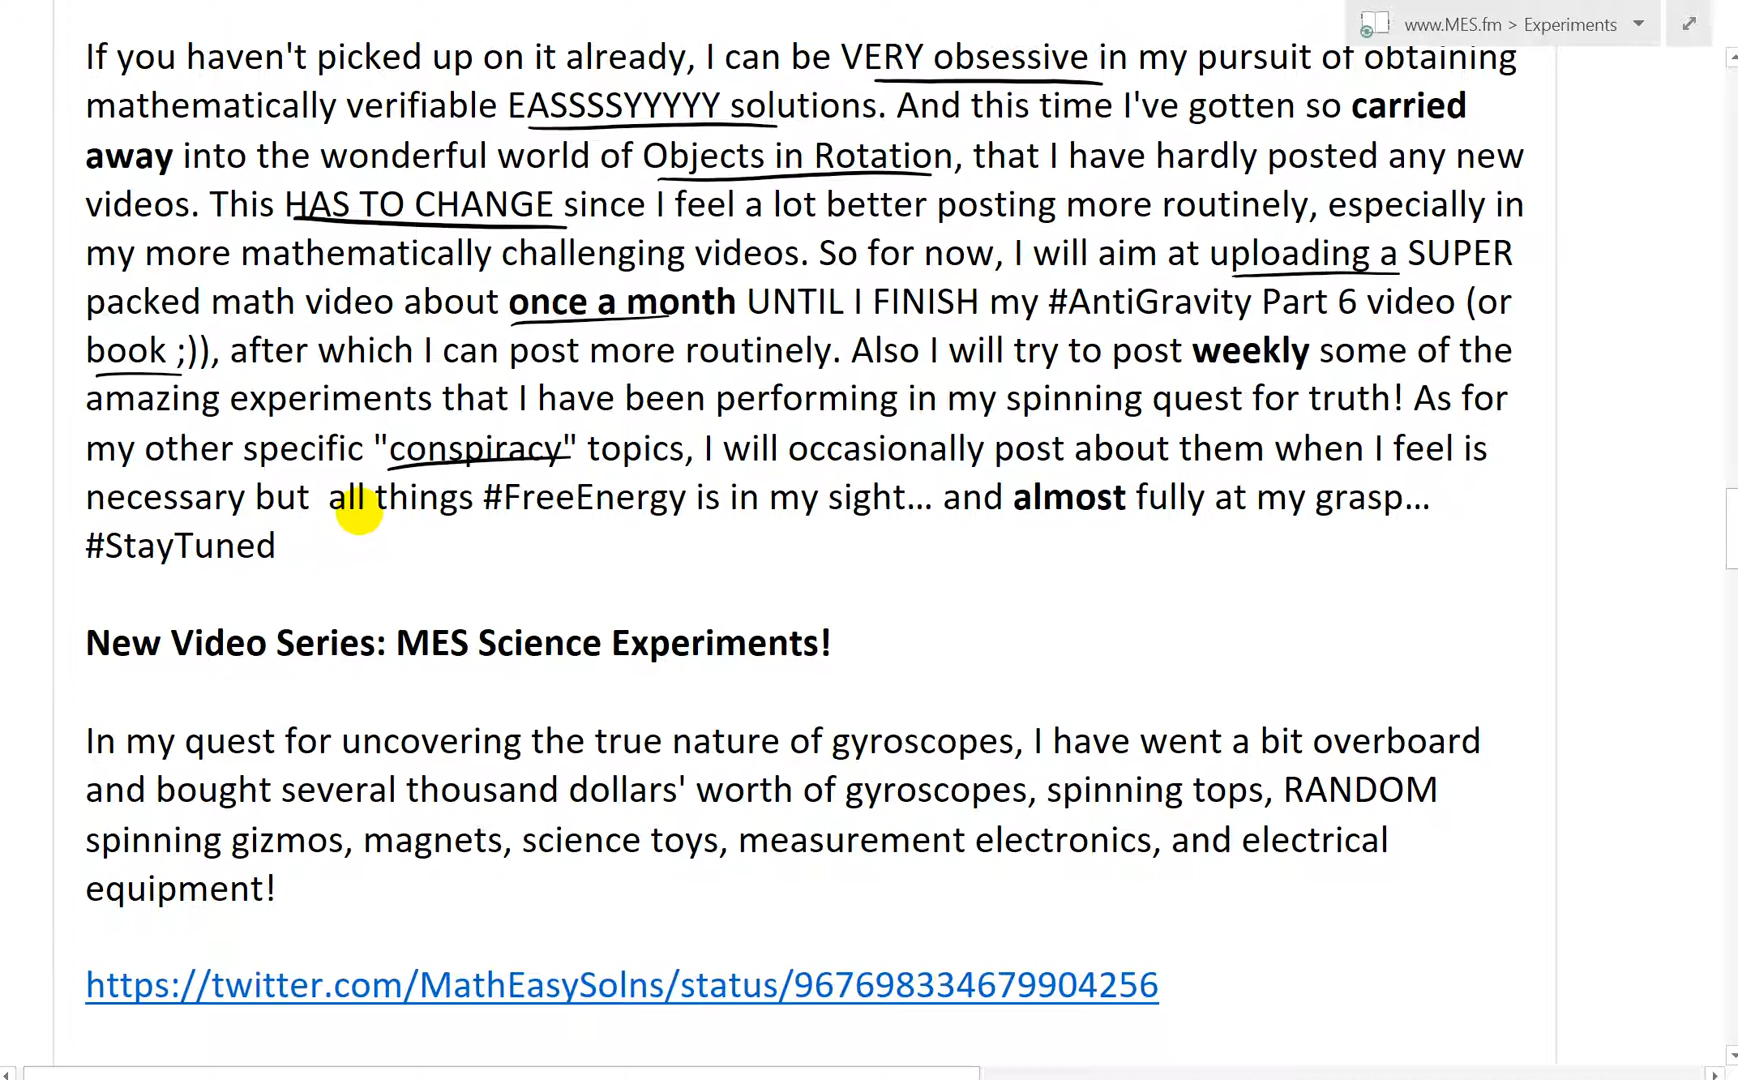 www.MES.fm > Experiments
If you haven't picked up on it already, I can be VERY obsessive in my pursuit of obtaining
mathematically verifiable EASSSSYYYYY solutions. And this time I've gotten so carried
away into the wonderful world of Objects in Rotation, that I have hardly posted any new
videos. This HAS TO CHANGE since I feel a lot better posting more routinely, especially in
my more mathematically challenging videos. So for now, I will aim at uploading a SUPER
packed math video about once a month UNTIL I FINISH my #AntiGravity Part 6 video (or
book ;)), after which I can post more routinely. Also I will try to post weekly some of the
amazing experiments that I have been performing in my spinning quest for truth! As for
my other specific "conspiracy" topics, I will occasionally post about them when I feel is
necessary but  all things #FreeEnergy is in my sight... and almost fully at my grasp...
#StayTuned
New Video Series: MES Science Experiments!
In my quest for uncovering the true nature of gyroscopes, I have went a bit overboard
and bought several thousand dollars' worth of gyroscopes, spinning tops, RANDOM
spinning gizmos, magnets, science toys, measurement electronics, and electrical
equipment!
https://twitter.com/MathEasySolns/status/967698334679904256